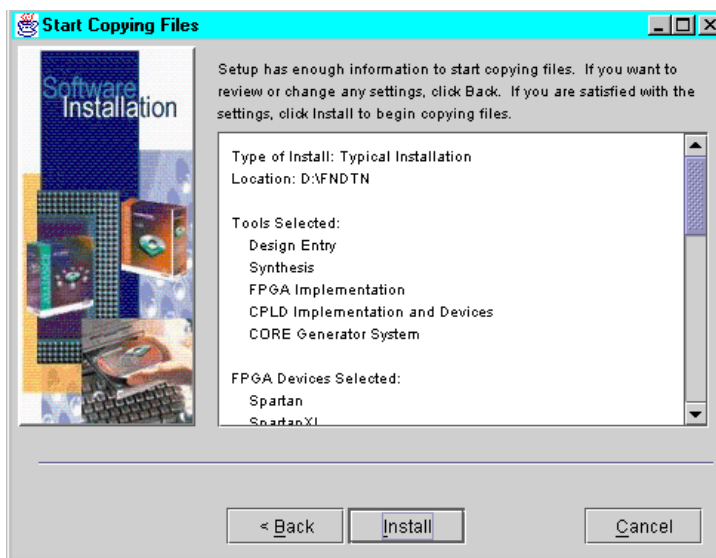 Start Copying Files
Software
Installation
Setup has enough information to start copying files. If you want to
review or change any settings, click Back. If you are satisfied with the
settings, click Install to begin copying files.
Type of Install: Typical Installation
Location: D:\FNDTN
Tools Selected:
Design Entry
Synthesis
FPGA Implementation
CPLD Implementation and Devices
CORE Generator System
FPGA Devices Selected:
Spartan
SpartanXL
< Back
Install
Cancel